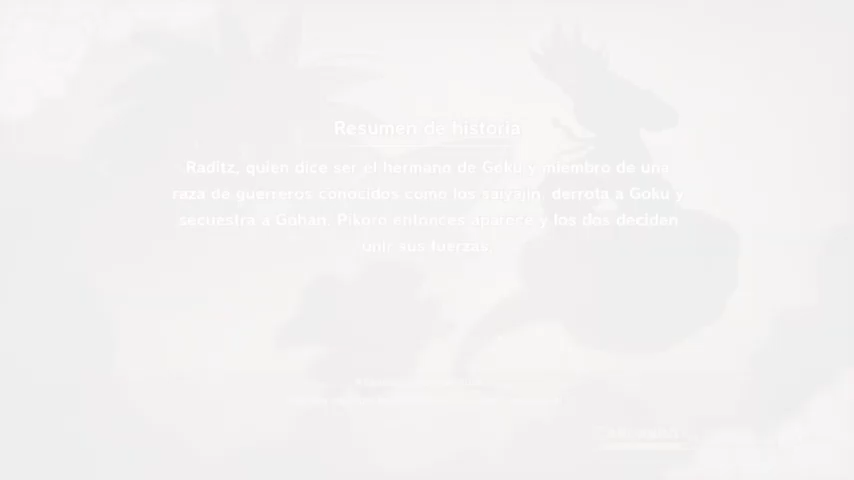 Resumen de historia
Raditz, quien dice ser el hermano de Goku y miembro de una
raza de guerreros conocidos como los saiyajin, derrota a Goku y
secuestra a Gohan. Pikoro entonces aparece y los dos deciden
unir sus fuerzas.